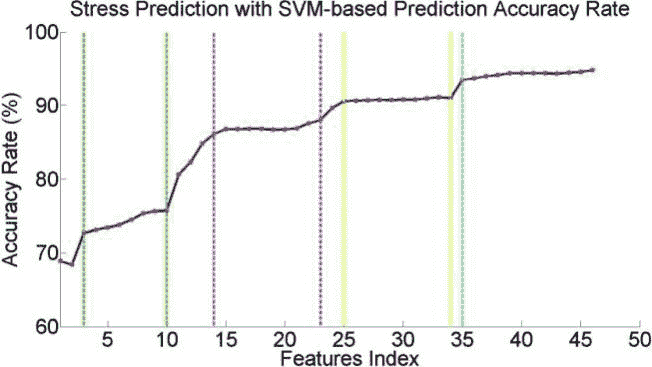 Stress Prediction with SVM-based Prediction Accuracy Rate
100
90
80
70
60
Accuracy Rate (%)
5 10 15 20 25 30 35 40 45 50
Features Index